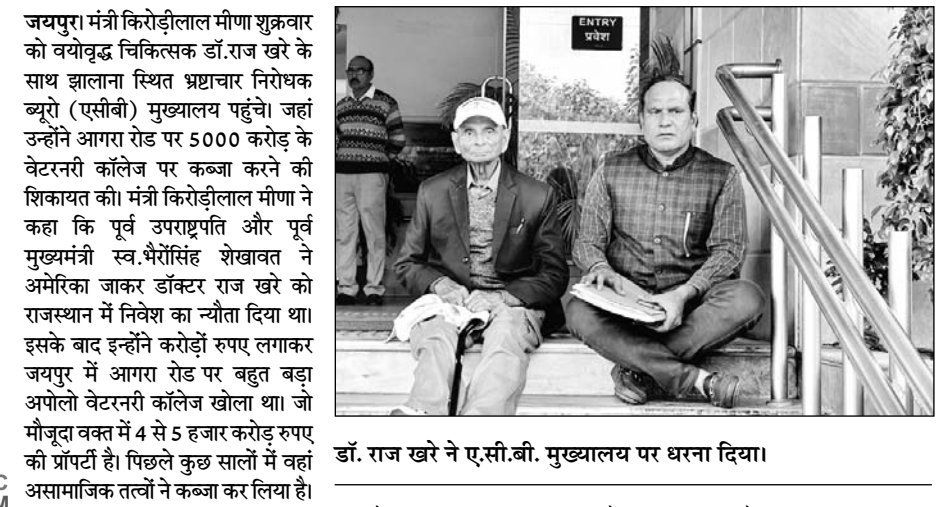 जयपुर। मंत्री किरोड़ीलाल मीणा शुक्रवार
को वयोवृद्ध चिकित्सक डॉ.राज खरे के
साथ झालाना स्थित भ्रष्टाचार निरोधक
ब्यूरो (एसीबी) मुख्यालय पहुंचे। जहां
उन्होंने आगरा रोड पर 5000 करोड़ के
वेटरनरी कॉलेज पर कब्जा करने की
शिकायत की। मंत्री किरोड़ीलाल मीणा ने
कहा कि पूर्व उपराष्ट्रपति और पूर्व
मुख्यमंत्री स्व.भैरोंसिंह शेखावत ने
अमेरिका जाकर डॉक्टर राज खरे को
राजस्थान में निवेश का न्यौता दिया था।
इसके बाद इन्होंने करोड़ों रुपए लगाकर
जयपुर में आगरा रोड पर बहुत बड़ा
अपोलो वेटरनरी कॉलेज खोला था। जो
मौजूदा वक्त में 4 से 5 हजार करोड़ रुपए
की प्रॉपर्टी है। पिछले कुछ सालों में वहां
असामाजिक तत्वों ने कब्जा कर लिया है।
ENTRY
प्रवेश
डॉ. राज खरे ने ए.सी.बी. मुख्यालय पर धरना दिया।